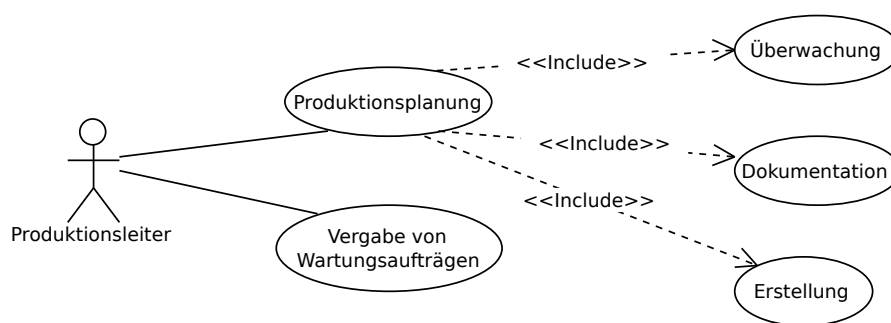 Überwachung
<<Include>>
Produktionsplanung
<<Include>>
Dokumentation
<<Include>>
Produktionsleiter
Vergabe von
Wartungsaufträgen
Erstellung